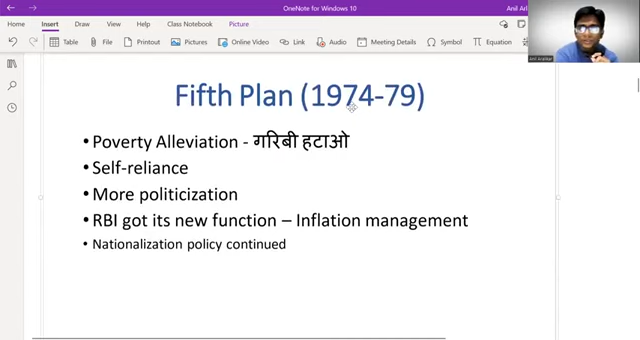 OneNote for Windows 10
Anil Ar
Home
Insert
Draw
View
Help
Class Notebook
Picture
Table
File
Printout
Pictures
Online Video
Link
Audio
Meeting Details
Symbol
Equation
Fifth Plan (1974-79)
• Poverty Alleviation - गरिबी हटाओ
• Self-reliance
• More politicization
• RBI got its new function – Inflation management
• Nationalization policy continued